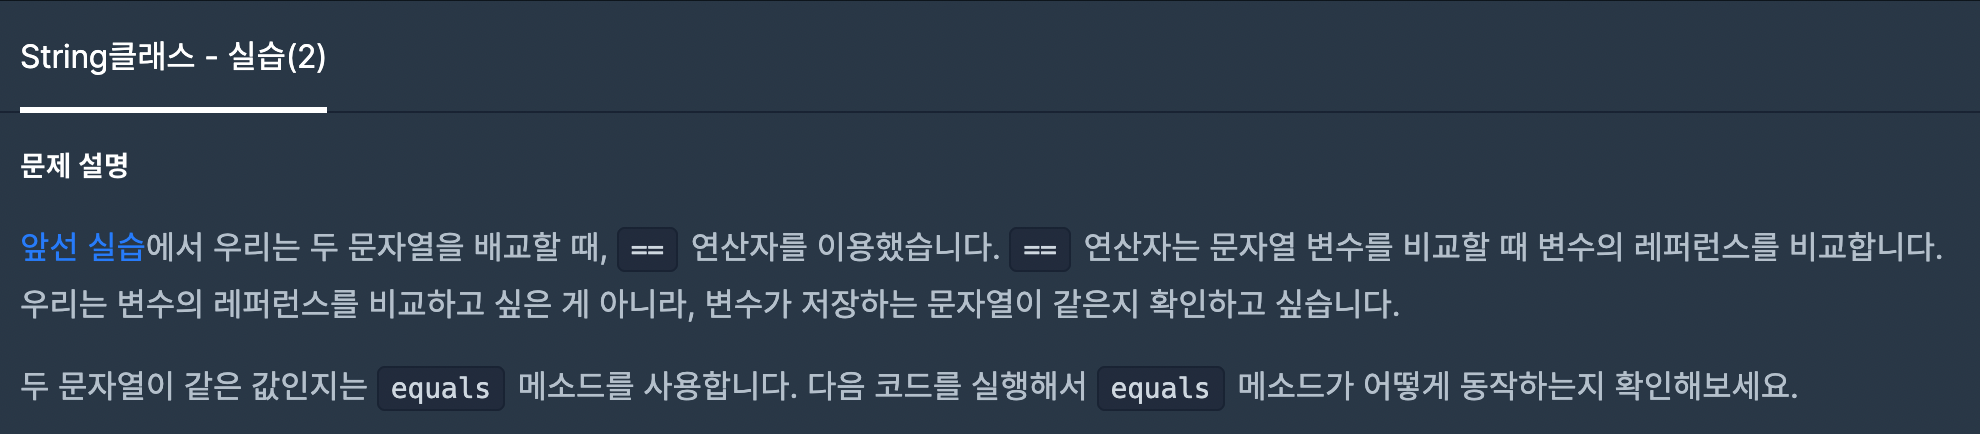 String클래스 - 실습(2)
문제 설명
앞선 실습에서 우리는 두 문자열을 배교할 때, == 연산자를 이용했습니다. == 연산자는 문자열 변수를 비교할 때 변수의 레퍼런스를 비교합니다.
우리는 변수의 레퍼런스를 비교하고 싶은 게 아니라, 변수가 저장하는 문자열이 같은지 확인하고 싶습니다.
두 문자열이 같은 값인지는 equals 메소드를 사용합니다. 다음 코드를 실행해서 equals 메소드가 어떻게 동작하는지 확인해보세요.